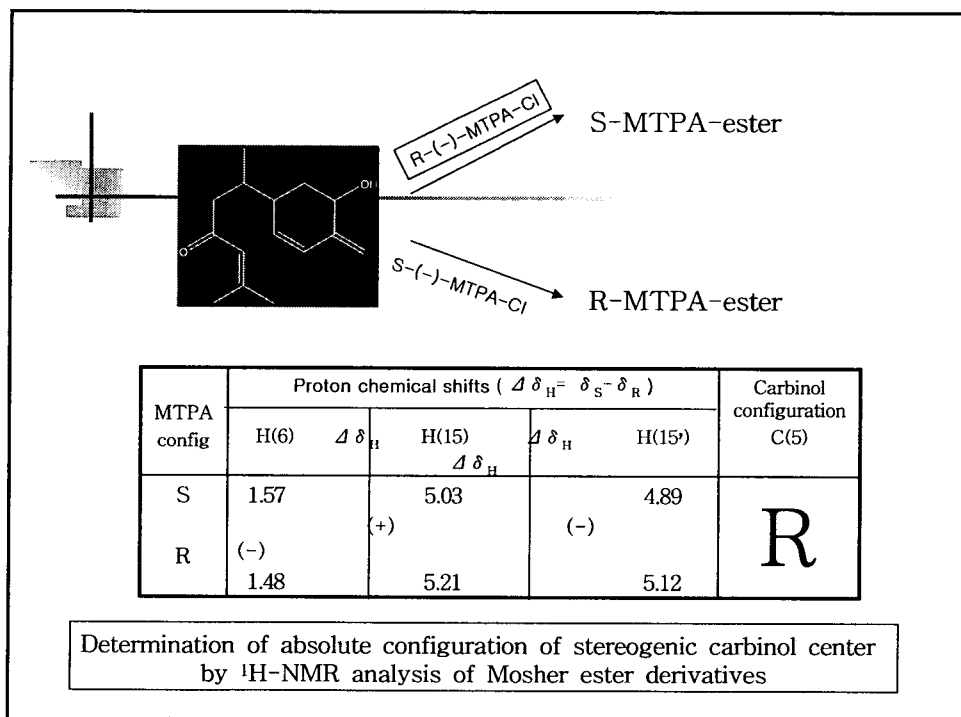 R-(-)-MTPA-Cl
S-MTPA-ester
OH
O
S-(-)-MTPA-Cl
R-MTPA-ester
MTPA config
Proton chemical shifts ( Δ δH= δS-δR)
Carbinol configuration C(5)
H(6) Δ δH H(15) Δ δH H(15') Δ δH
S 1.57 5.03 4.89
(+) (-)
R (-)
1.48 5.21 5.12
R
Determination of absolute configuration of stereogenic carbinol center
by ¹H-NMR analysis of Mosher ester derivatives